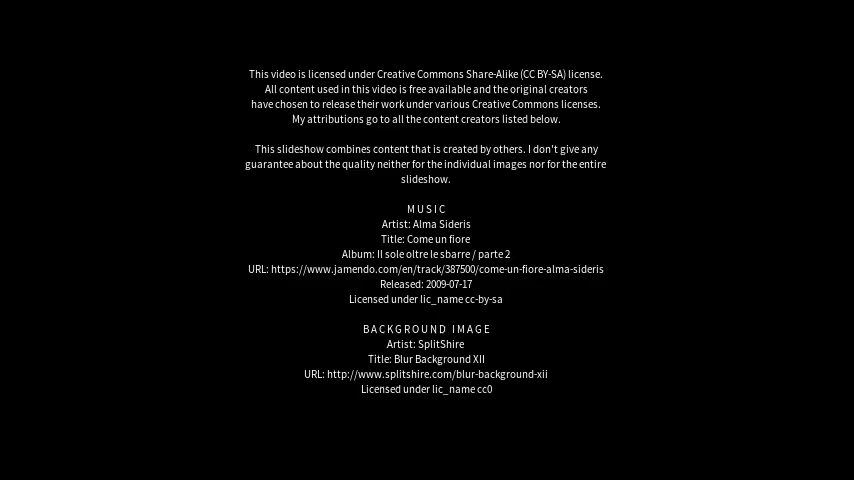 This video is licensed under Creative Commons Share-Alike (CC BY-SA) license.
All content used in this video is free available and the original creators
have chosen to release their work under various Creative Commons licenses.
My attributions go to all the content creators listed below.
This slideshow combines content that is created by others. I don't give any
guarantee about the quality neither for the individual images nor for the entire
slideshow.
MUSIC
Artist: Alma Sideris
Title: Come un fiore
Album: Il sole oltre le sbarre / parte 2
URL: https://www.jamendo.com/en/track/387500/come-un-fiore-alma-sideris
Released: 2009-07-17
Licensed under lic_name cc-by-sa
BACKGROUND IMAGE
Artist: SplitShire
Title: Blur Background XII
URL: http://www.splitshire.com/blur-background-xii
Licensed under lic_name cc0